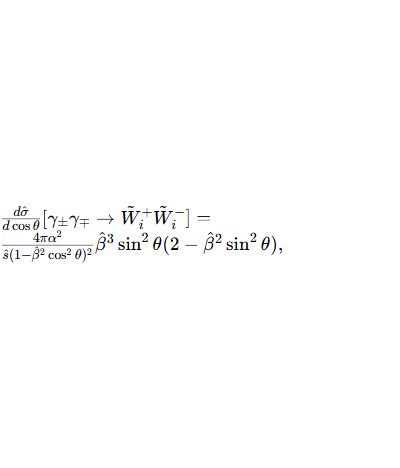 \frac{d\hat{\sigma}}{d\cos\theta}[\gamma_{\pm}\gamma_{\mp} \to \tilde{W}_i^{+}\tilde{W}_i^{-}] =
\frac{4\pi\alpha^2}{\hat{s}(1-\hat{\beta}^2\cos^2\theta)^2}\hat{\beta}^3\sin^2\theta(2-\hat{\beta}^2\sin^2\theta),